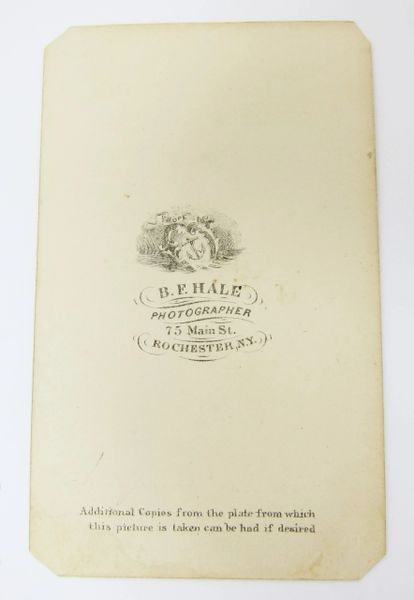 B. F. HALE
PHOTOGRAPHER
75 Main St.
ROCHESTER, N.Y.
Additional Copies from the plate from which
this picture is taken can be had if desired